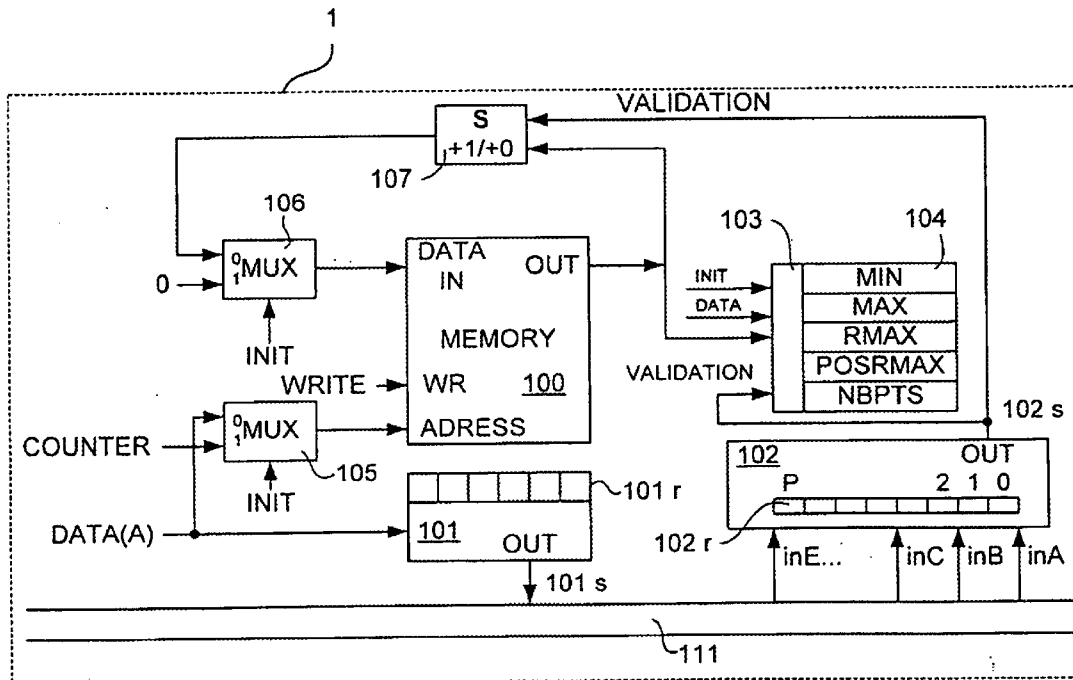 1
VALIDATION
S
+1/+0
107
106
0
1 MUX
0
INIT
DATA
IN
OUT
MEMORY
WRITE
WR
100
ADRESS
103
104
INIT
DATA
MIN
MAX
RMAX
POSRMAX
NBPTS
VALIDATION
102 s
COUNTER
0
1 MUX
105
INIT
DATA(A)
101 r
101
OUT
101 s
102
OUT
P
2 1 0
102 r
inE...
inC
inB
inA
111